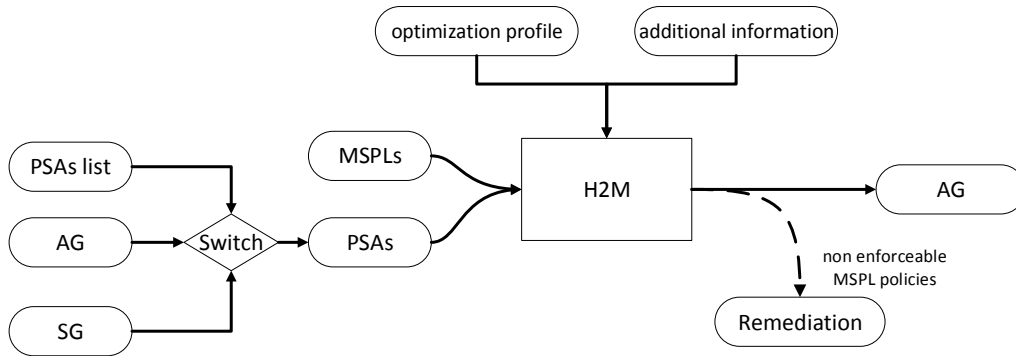 optimization profile
additional information
PSAs list
MSPLs
H2M
AG
AG
Switch
PSAs
non enforceable
MSPL policies
SG
Remediation